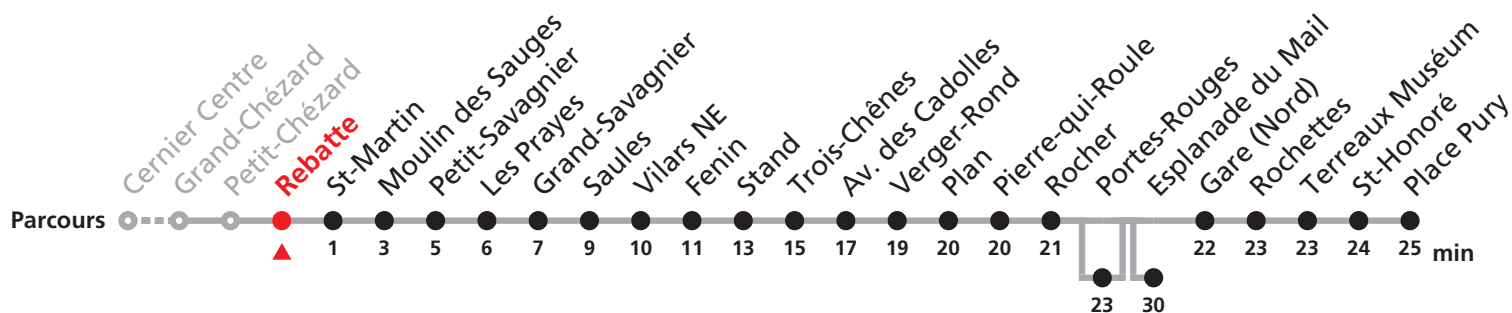 Cernier Centre
Grand-Chézard
Petit-Chézard
Rebatte
St-Martin
Moulin des Sauges
Petit-Savagnier
Les Prayes
Grand-Savagnier
Saules
Vilars NE
Fenin
Stand
Trois-Chênes
Av. des Cadolles
Verger-Rond
Plan
Pierre-qui-Roule
Rocher
Portes-Rouges
Esplanade du Mail
Gare (Nord)
Rochettes
Terreaux Muséum
St-Honoré
Place Pury
Parcours
1 3 5 6 7 9 10 11 13 15 17 19 20 20 21 22 23 23 24 25 min
23 30